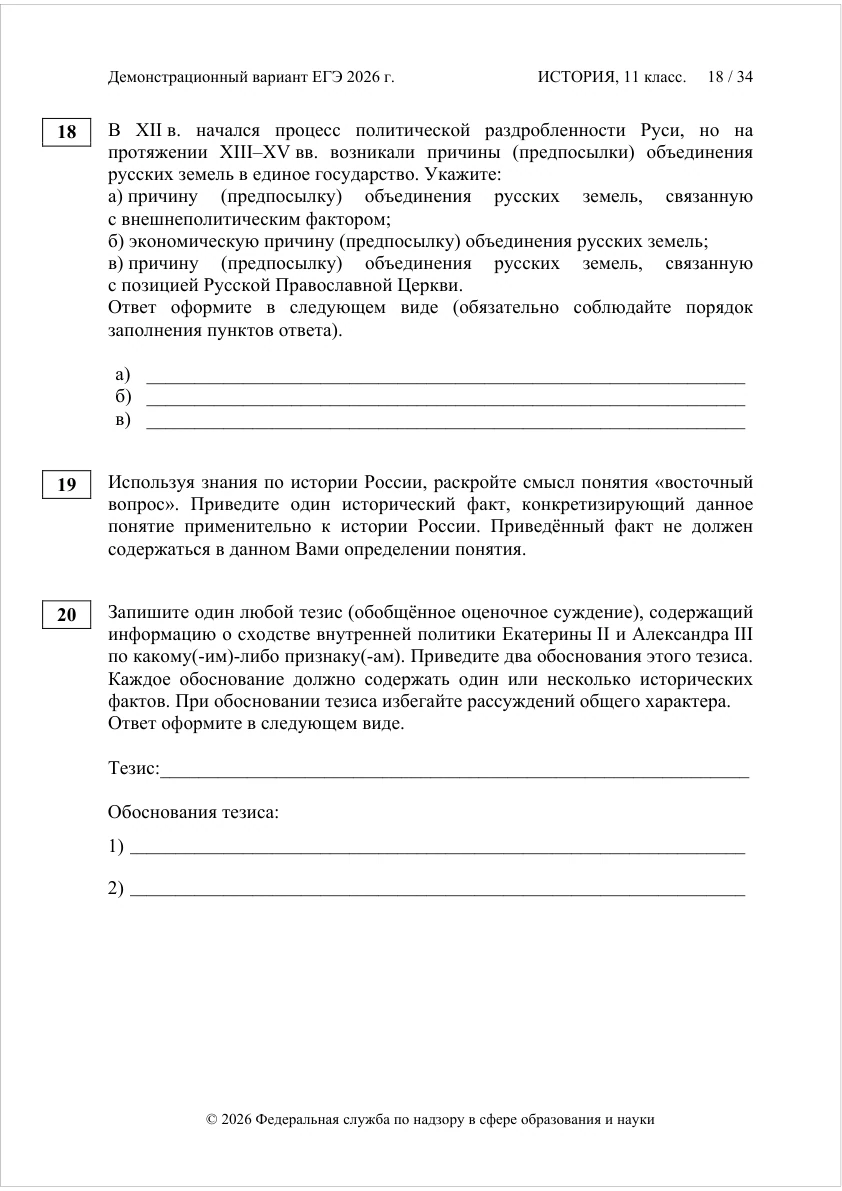 Демонстрационный вариант ЕГЭ 2026 г. ИСТОРИЯ, 11 класс. 18 / 34
18 В XII в. начался процесс политической раздробленности Руси, но на
протяжении XIII–XV вв. возникали причины (предпосылки) объединения
русских земель в единое государство. Укажите:
а) причину (предпосылку) объединения русских земель, связанную
с внешнеполитическим фактором;
б) экономическую причину (предпосылку) объединения русских земель;
в) причину (предпосылку) объединения русских земель, связанную
с позицией Русской Православной Церкви.
Ответ оформите в следующем виде (обязательно соблюдайте порядок
заполнения пунктов ответа).
а)
б)
в)
19 Используя знания по истории России, раскройте смысл понятия «восточный
вопрос». Приведите один исторический факт, конкретизирующий данное
понятие применительно к истории России. Приведённый факт не должен
содержаться в данном Вами определении понятия.
20 Запишите один любой тезис (обобщённое оценочное суждение), содержащий
информацию о сходстве внутренней политики Екатерины II и Александра III
по какому(-им)-либо признаку(-ам). Приведите два обоснования этого тезиса.
Каждое обоснование должно содержать один или несколько исторических
фактов. При обосновании тезиса избегайте рассуждений общего характера.
Ответ оформите в следующем виде.
Тезис:
Обоснования тезиса:
1)
2)
© 2026 Федеральная служба по надзору в сфере образования и науки